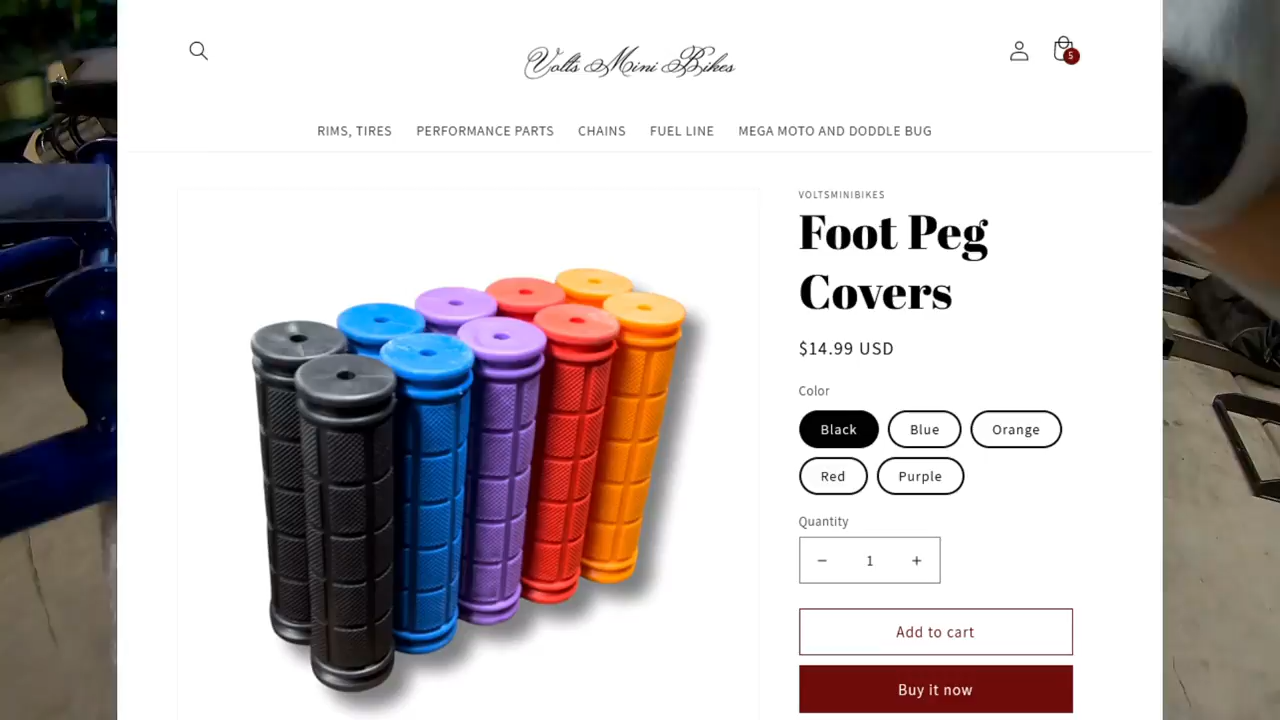 Volts Mini Bikes
5
RIMS, TIRES PERFORMANCE PARTS CHAINS FUEL LINE MEGA MOTO AND DODDLE BUG
VOLTSMINIBIKES
Foot Peg
Covers
$14.99 USD
Color
Black Blue Orange
Red Purple
Quantity
− 1 +
Add to cart
Buy it now